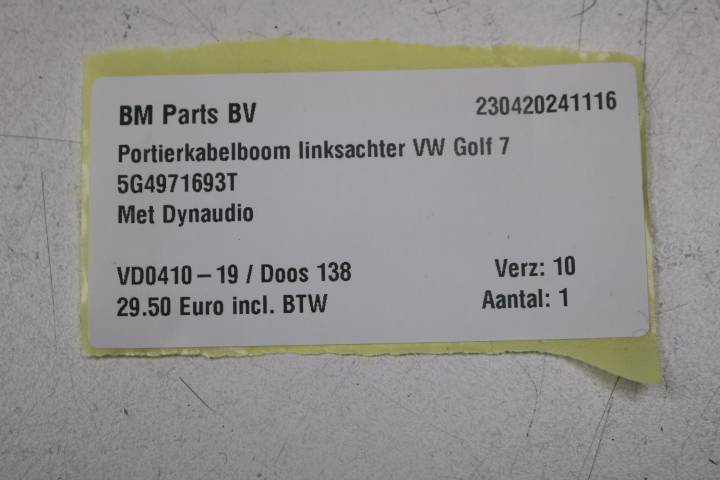 BM Parts BV 230420241116
Portierkabelboom linksachter VW Golf 7
5G4971693T
Met Dynaudio
VD0410 – 19 / Doos 138 Verz: 10
29.50 Euro incl. BTW Aantal: 1